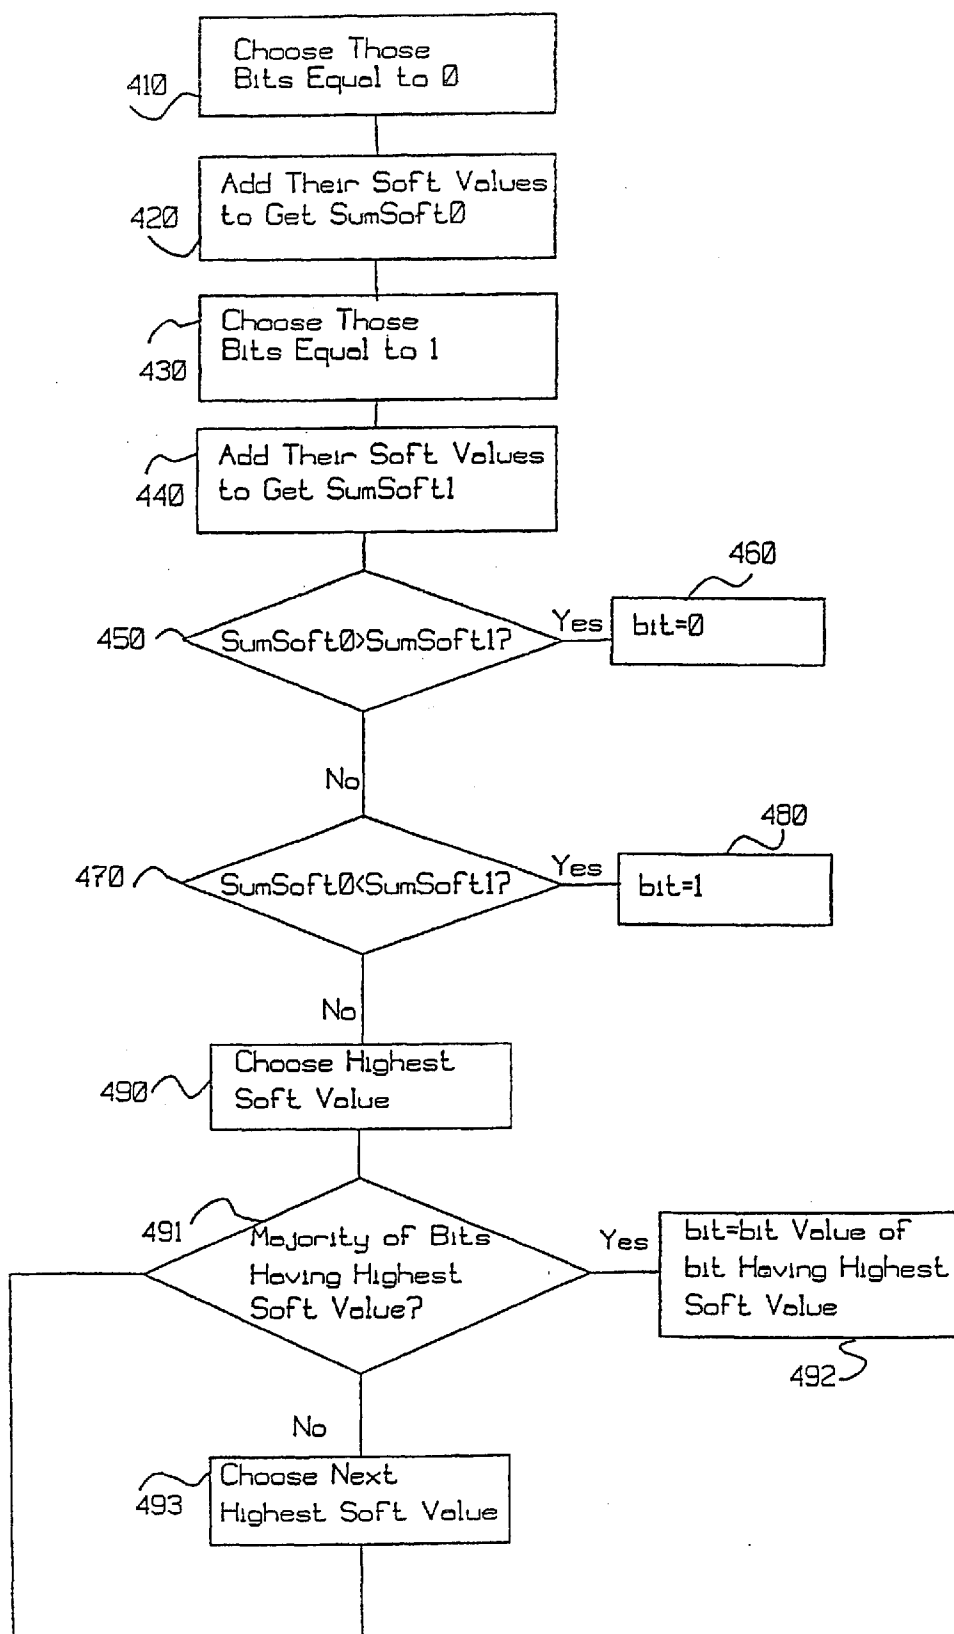 Choose Those
Bits Equal to 0
410
Add Their Soft Values
to Get SumSoft0
420
Choose Those
Bits Equal to 1
430
Add Their Soft Values
to Get SumSoft1
440
460
450
SumSoft0>SumSoft1?
Yes
bit=0
No
480
470
SumSoft0<SumSoft1?
Yes
bit=1
No
Choose Highest
Soft Value
490
491
Majority of Bits
Having Highest
Soft Value?
Yes
bit=bit Value of
bit Having Highest
Soft Value
492
No
Choose Next
Highest Soft Value
493